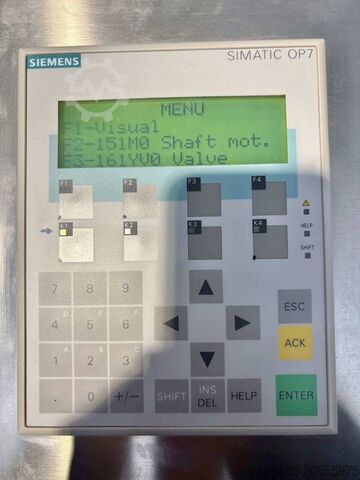 SIEMENS
SIMATIC OP7
MENU
F1-Visual
F2-151M0 Shaft mot.
F3-161YV0 Valve
F1 F2 F3 F4
K1 K2 K3 K4
HELP
SHIFT
7 8 9
ESC
D E F
4 5 6
ACK
A B C
1 2 3
. 0 +/-
SHIFT INS DEL HELP ENTER